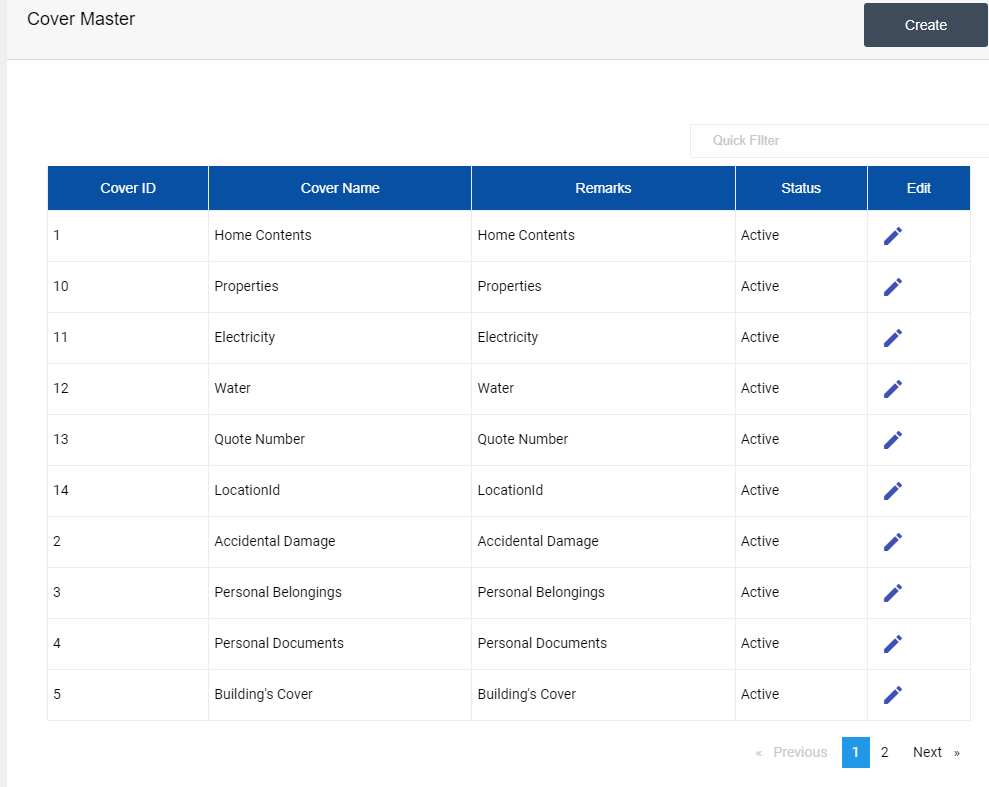 Cover Master
Create
Quick FIlter
Cover ID Cover Name Remarks Status Edit
1 Home Contents Home Contents Active
10 Properties Properties Active
11 Electricity Electricity Active
12 Water Water Active
13 Quote Number Quote Number Active
14 LocationId LocationId Active
2 Accidental Damage Accidental Damage Active
3 Personal Belongings Personal Belongings Active
4 Personal Documents Personal Documents Active
5 Building's Cover Building's Cover Active
« Previous 1 2 Next »